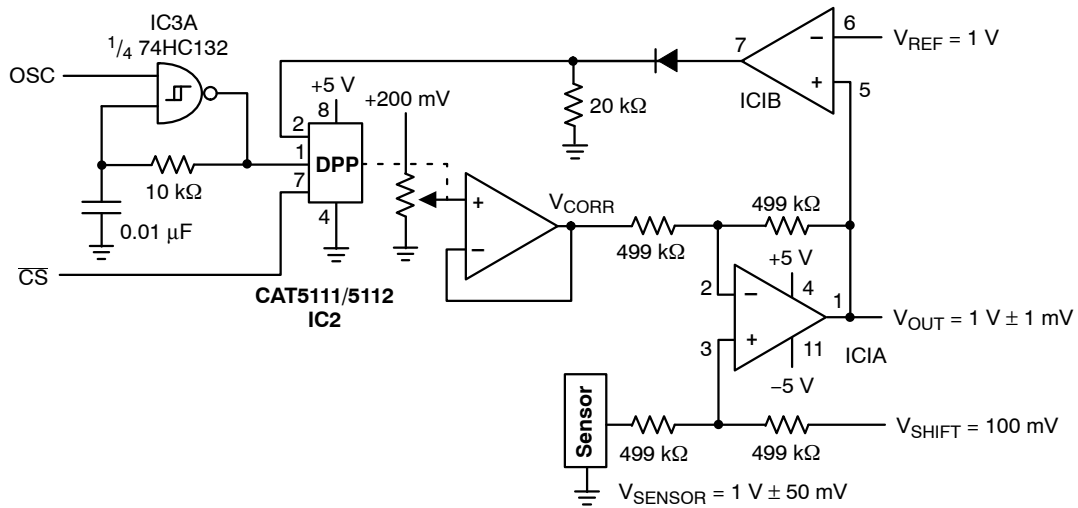 IC3A
1/4 74HC132
OSC
+5 V
+200 mV
8
2
1
7
DPP
4
10 kΩ
0.01 μF
CS
CAT5111/5112
IC2
7
6
VREF = 1 V
−
+
5
ICIB
20 kΩ
+
−
VCORR
499 kΩ
499 kΩ
+5 V
4
2
−
1
3
+
11
−5 V
VOUT = 1 V ± 1 mV
ICIA
Sensor
499 kΩ
499 kΩ
VSHIFT = 100 mV
VSENSOR = 1 V ± 50 mV